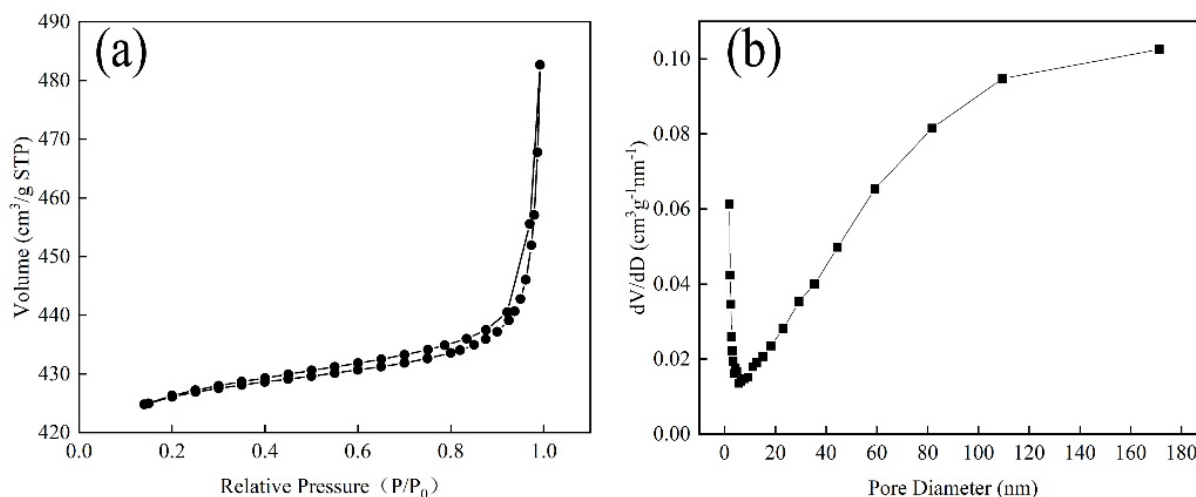 (a)
490
480
470
460
450
440
430
420
Volume (cm³/g STP)
0.0 0.2 0.4 0.6 0.8 1.0
Relative Pressure（P/P₀）
(b)
0.10
0.08
0.06
0.04
0.02
0.00
dV/dD (cm³g⁻¹nm⁻¹)
0 20 40 60 80 100 120 140 160 180
Pore Diameter (nm)